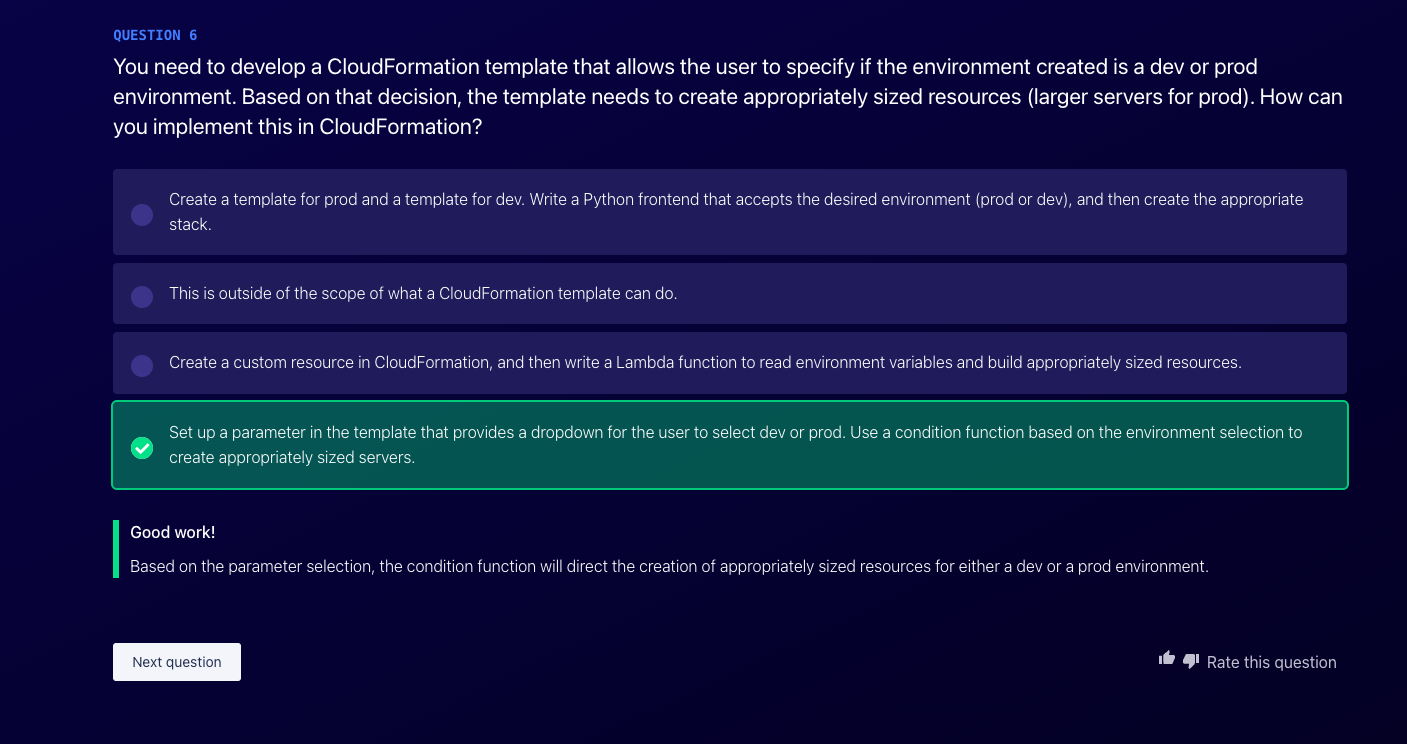 QUESTION 6
You need to develop a CloudFormation template that allows the user to specify if the environment created is a dev or prod
environment. Based on that decision, the template needs to create appropriately sized resources (larger servers for prod). How can
you implement this in CloudFormation?
Create a template for prod and a template for dev. Write a Python frontend that accepts the desired environment (prod or dev), and then create the appropriate
stack.
This is outside of the scope of what a CloudFormation template can do.
Create a custom resource in CloudFormation, and then write a Lambda function to read environment variables and build appropriately sized resources.
Set up a parameter in the template that provides a dropdown for the user to select dev or prod. Use a condition function based on the environment selection to
create appropriately sized servers.
Good work!
Based on the parameter selection, the condition function will direct the creation of appropriately sized resources for either a dev or a prod environment.
Next question
Rate this question